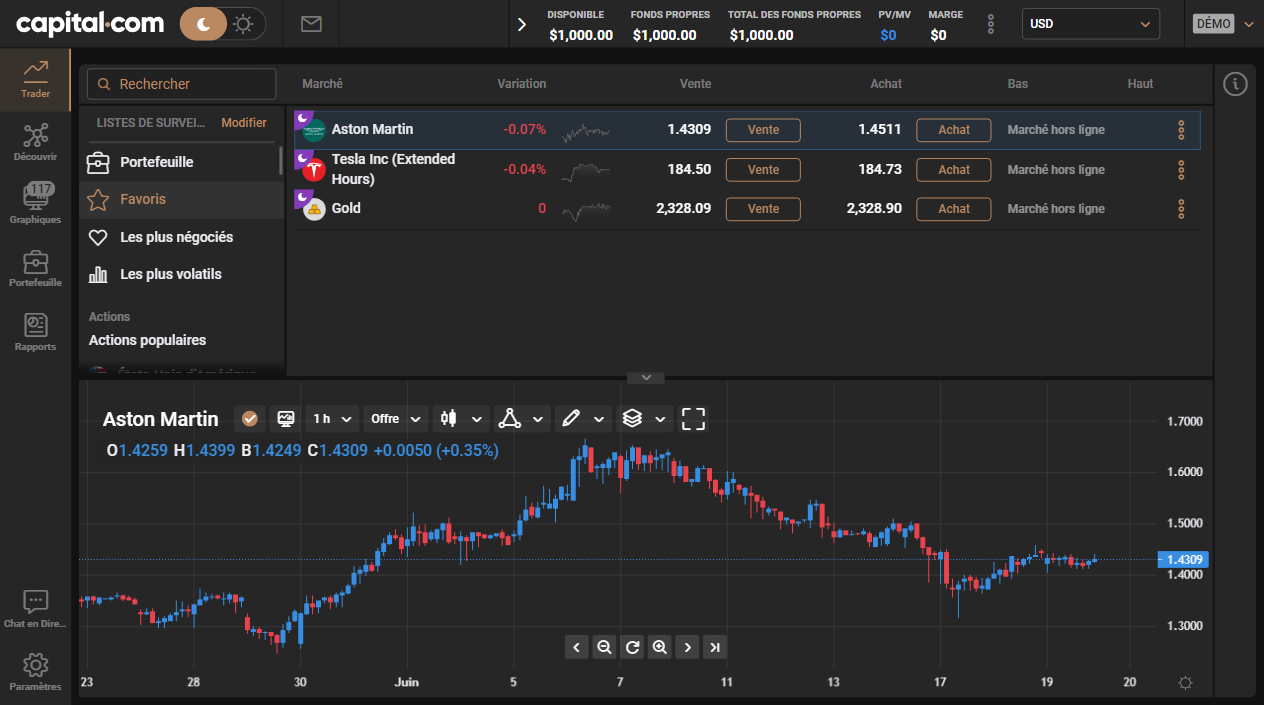 capital.com
DISPONIBLE
$1,000.00
FONDS PROPRES
$1,000.00
TOTAL DES FONDS PROPRES
$1,000.00
PV/MV
$0
MARGE
$0
USD
DÉMO
Trader
Découvrir
117
Graphiques
Portefeuille
Rapports
Chat en Dire...
Paramètres
Rechercher
LISTES DE SURVEI... Modifier
Portefeuille
Favoris
Les plus négociés
Les plus volatils
Actions
Actions populaires
Marché Variation Vente Achat Bas Haut
Aston Martin -0.07% 1.4309 Vente 1.4511 Achat Marché hors ligne
Tesla Inc (Extended
Hours) -0.04% 184.50 Vente 184.73 Achat Marché hors ligne
Gold 0 2,328.09 Vente 2,328.90 Achat Marché hors ligne
Aston Martin 1 h Offre
O1.4259 H1.4399 B1.4249 C1.4309 +0.0050 (+0.35%)
1.7000
1.6000
1.5000
1.4309
1.4000
1.3000
23 28 30 Juin 5 7 11 13 17 19 20